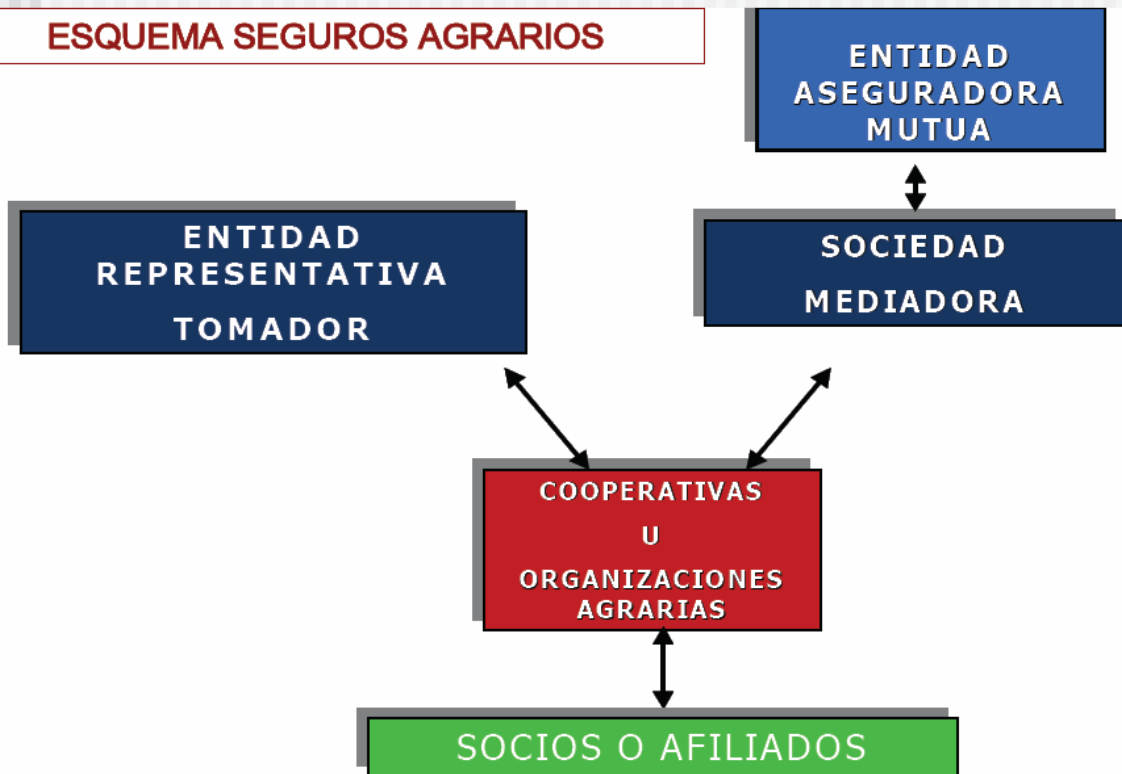 ESQUEMA SEGUROS AGRARIOS
ENTIDAD
ASEGURADORA
MUTUA
ENTIDAD
REPRESENTATIVA
TOMADOR
SOCIEDAD
MEDIADORA
COOPERATIVAS
U
ORGANIZACIONES
AGRARIAS
SOCIOS O AFILIADOS